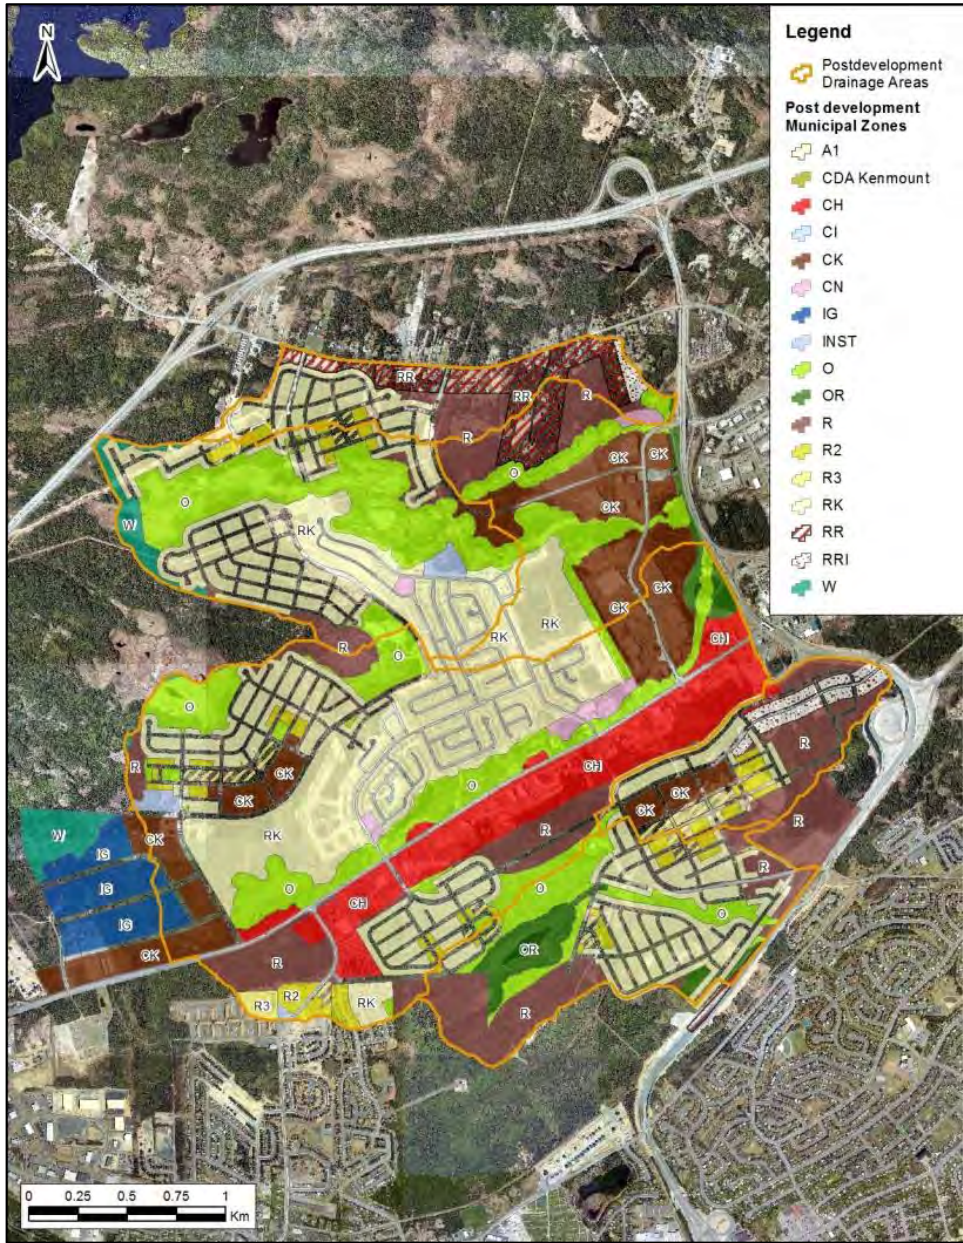 N
Legend
Postdevelopment
Drainage Areas
Post development
Municipal Zones
A1
CDA Kenmount
CH
CI
CK
CN
IG
INST
O
OR
R
R2
R3
RK
RR
RRI
W
RR
RR
R
R
CK
CK
O
CK
O
W
RK
CK
CK
RK
RK
R
O
CH
O
R
CK
R
CK
CK
O
CH
CK
CK
RK
R
R
W
IG
CK
R
IG
O
O
O
CH
IG
OR
CK
R
R3
R2
RK
R
0 0.25 0.5 0.75 1
Km